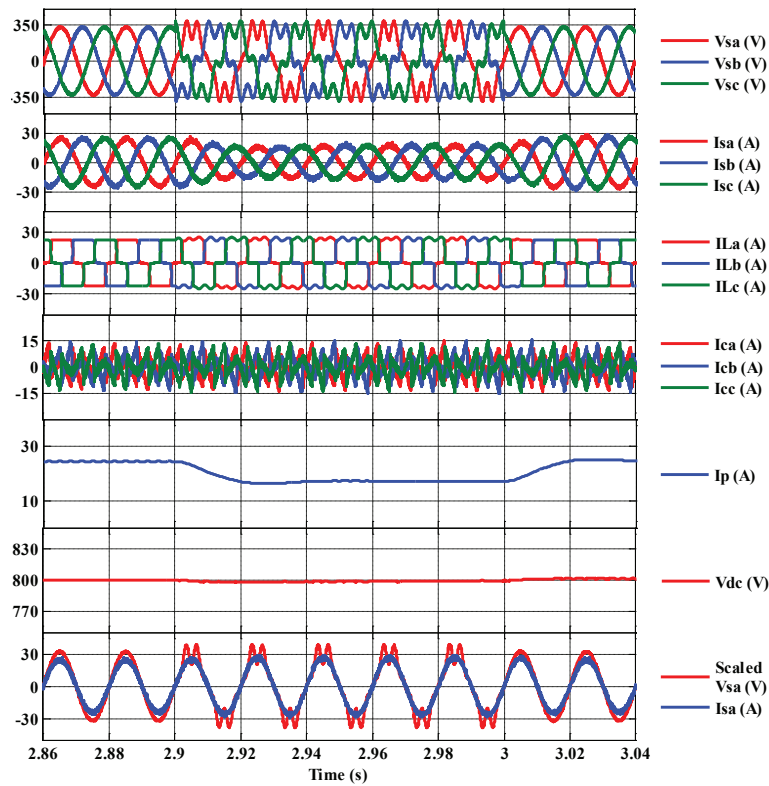 350
0
-350
Vsa (V)
Vsb (V)
Vsc (V)
30
0
-30
Isa (A)
Isb (A)
Isc (A)
30
0
-30
ILa (A)
ILb (A)
ILc (A)
15
0
-15
Ica (A)
Icb (A)
Icc (A)
30
10
Ip (A)
830
800
770
Vdc (V)
30
0
-30
Scaled
Vsa (V)
Isa (A)
2.86 2.88 2.9 2.92 2.94 2.96 2.98 3 3.02 3.04
Time (s)